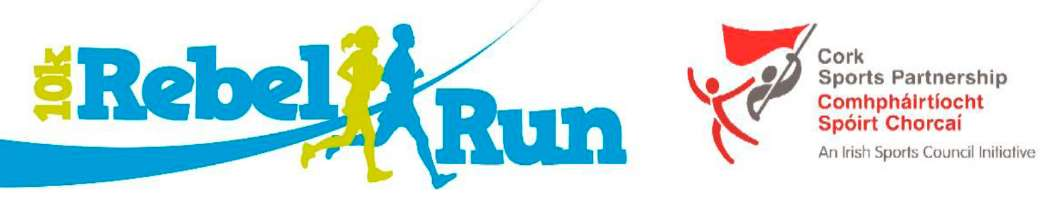 10k Rebel Run
Cork
Sports Partnership
Comhpháirtíocht
Spóirt Chorcaí
An Irish Sports Council Initiative